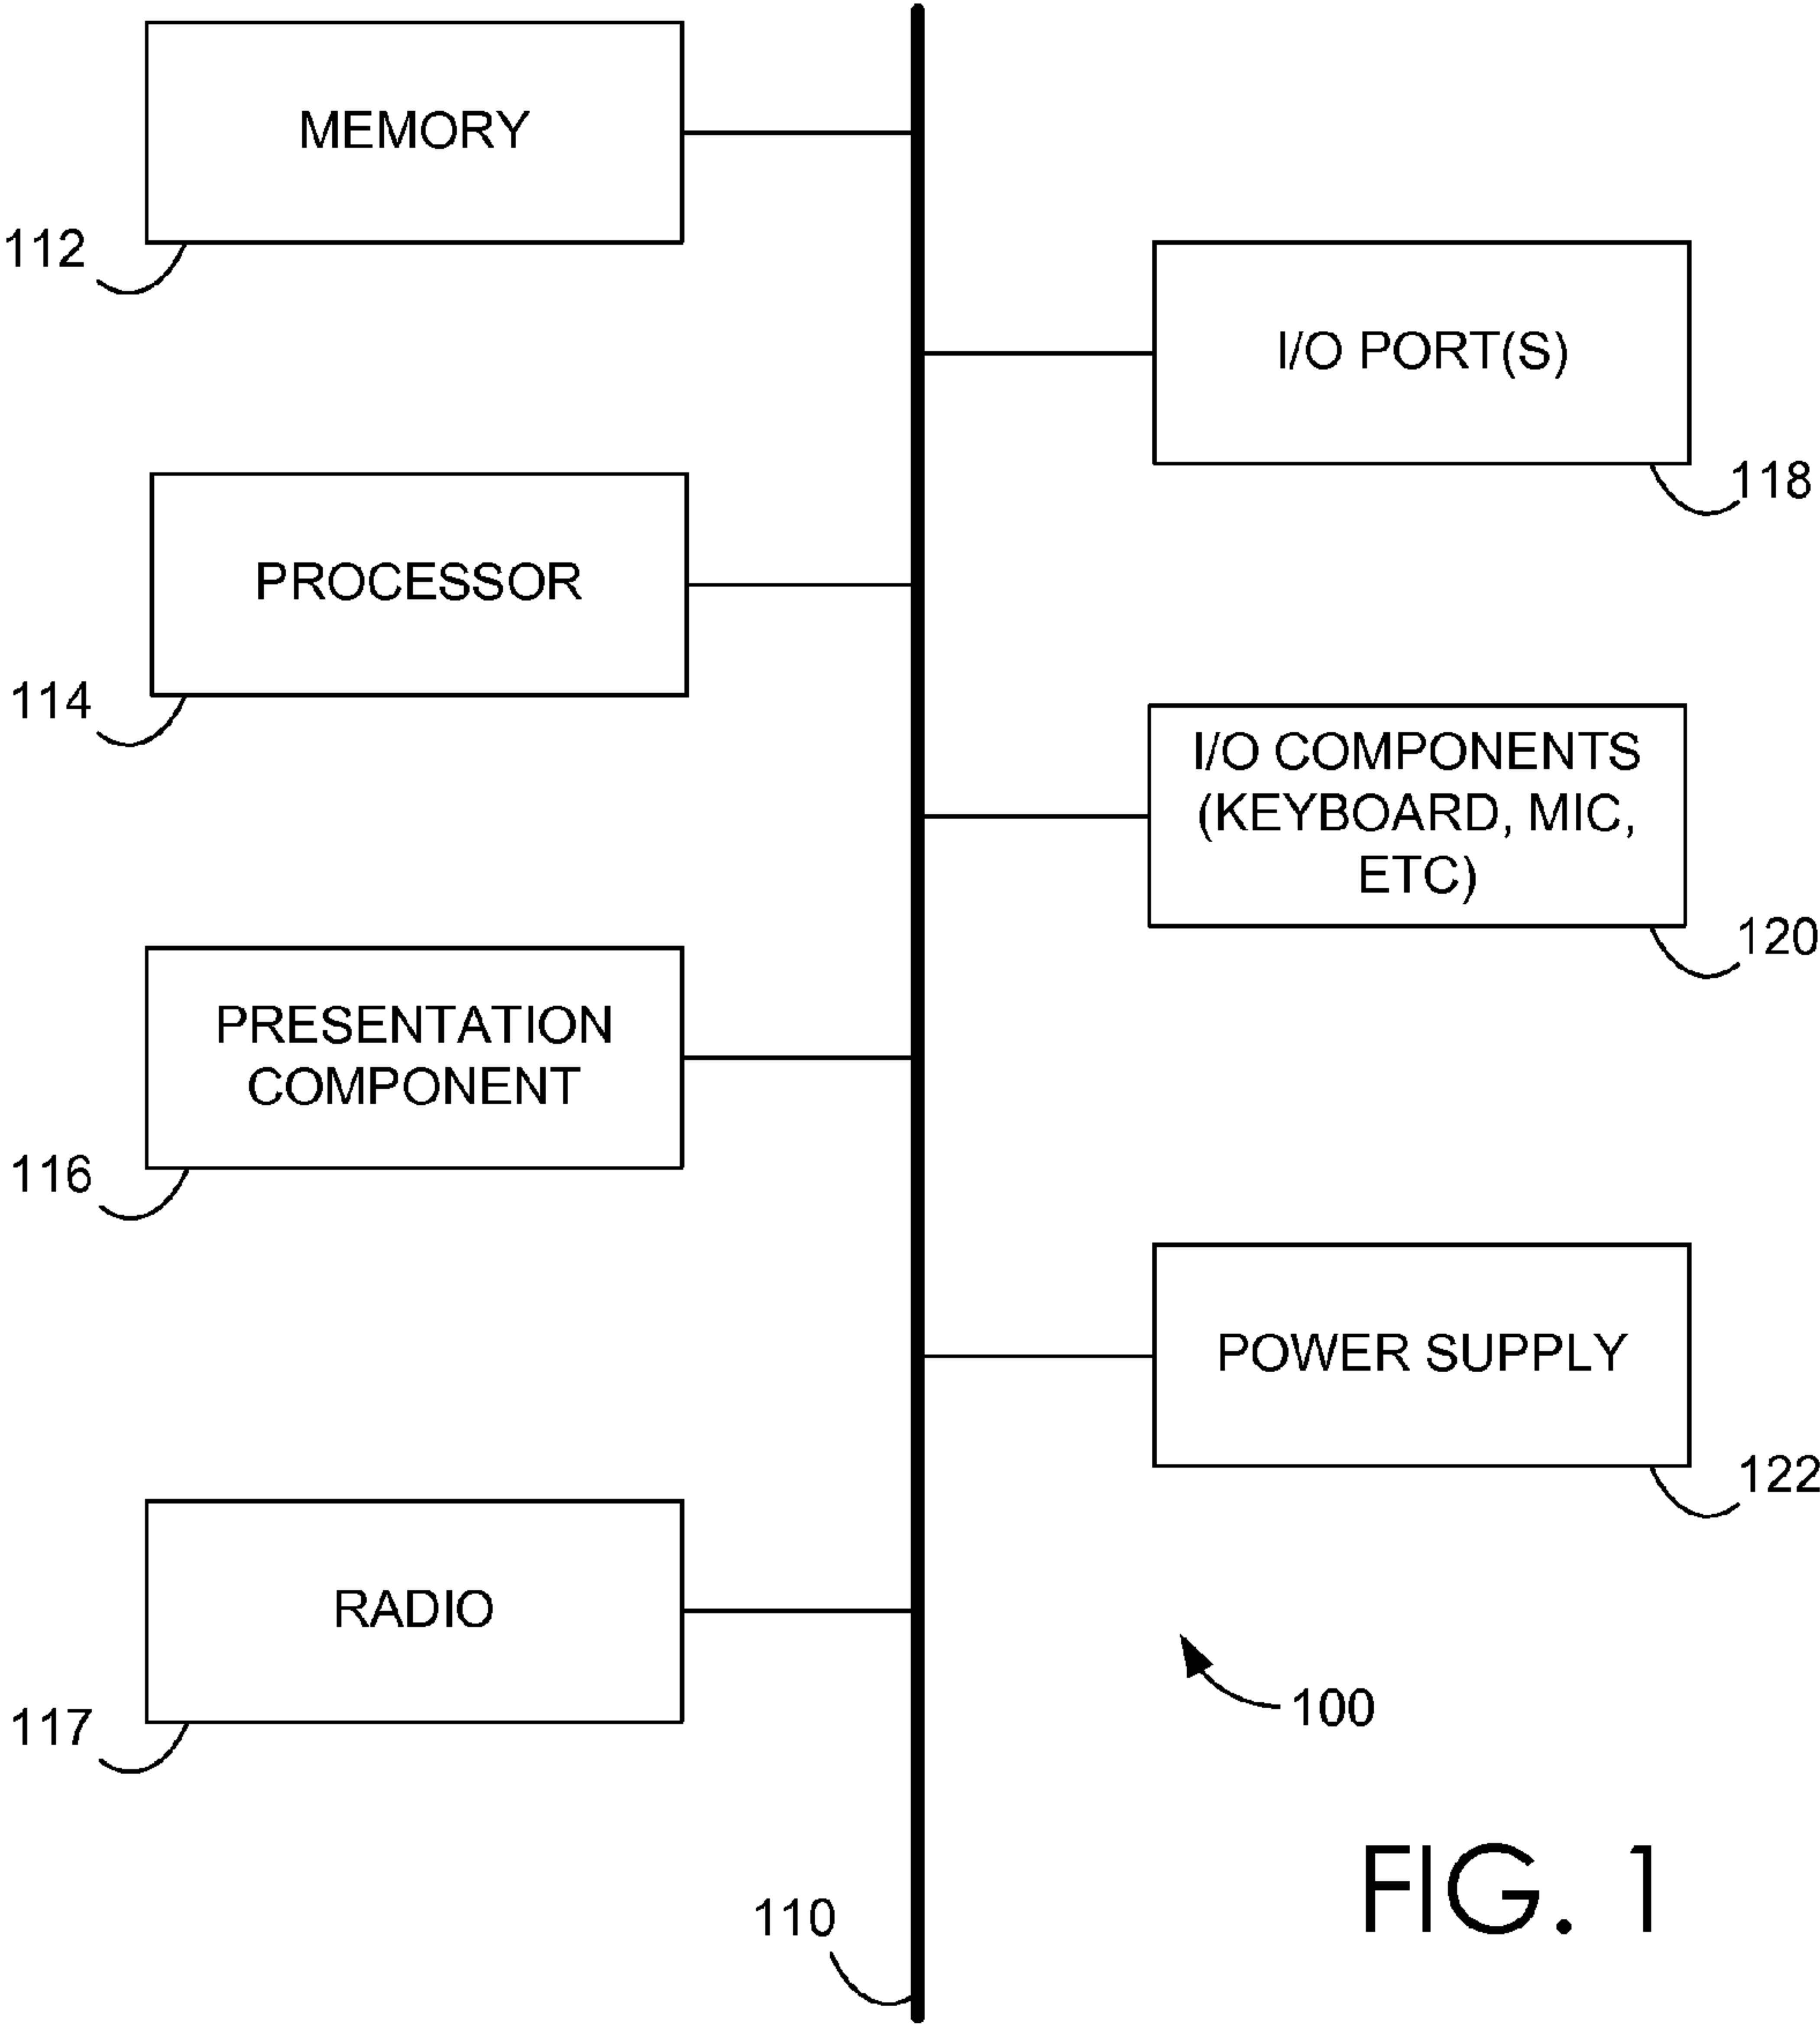 MEMORY
112
I/O PORT(S)
118
PROCESSOR
114
I/O COMPONENTS
(KEYBOARD, MIC,
ETC)
120
PRESENTATION
COMPONENT
116
POWER SUPPLY
122
RADIO
117
100
110
FIG. 1